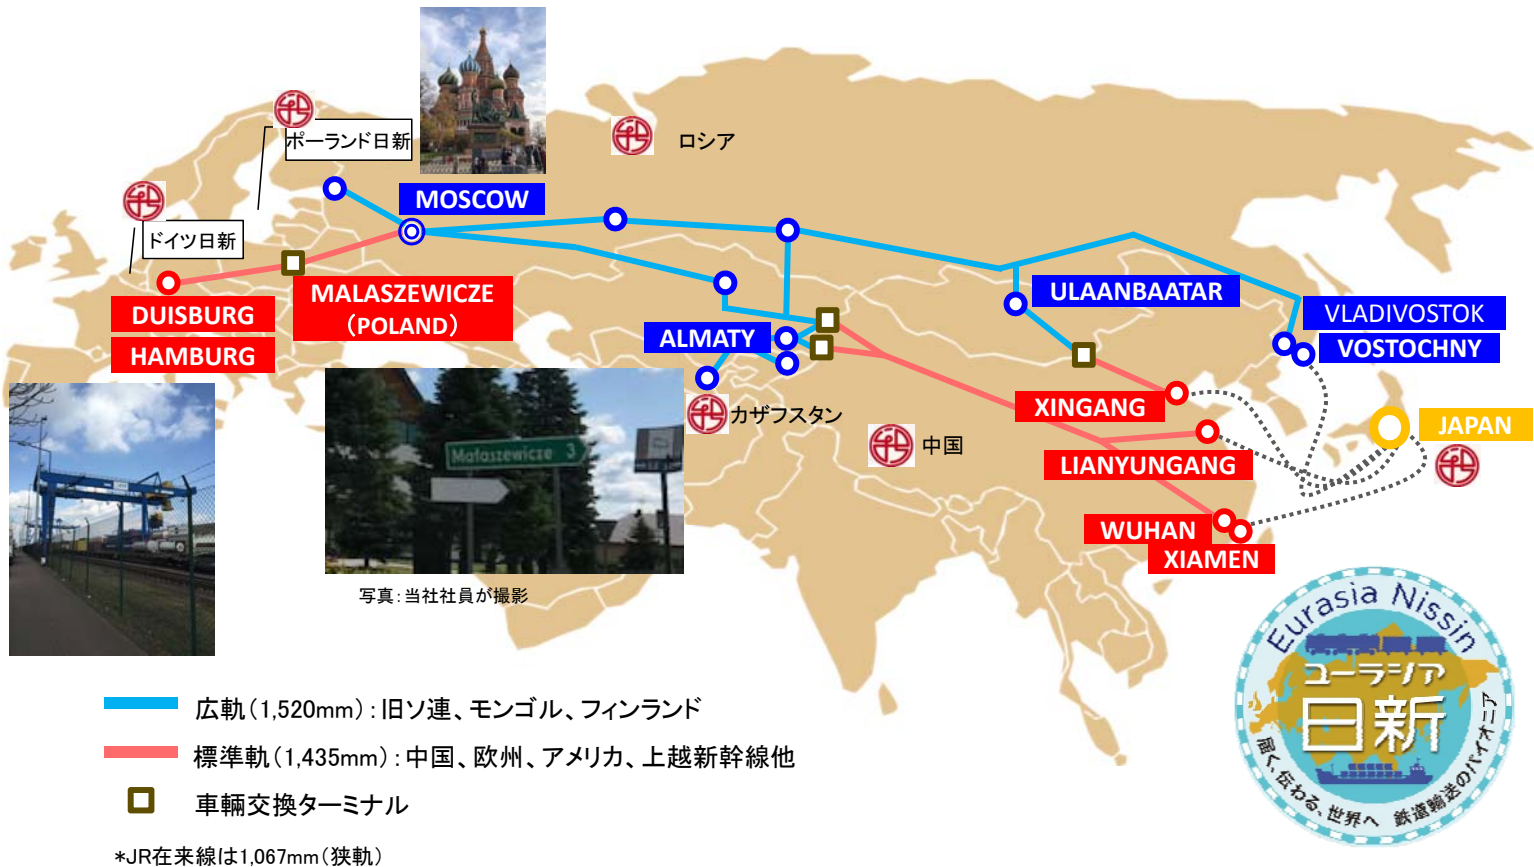 ポーランド日新
ロシア
MOSCOW
ドイツ日新
DUISBURG
HAMBURG
MALASZEWICZE
(POLAND)
ULAANBAATAR
VLADIVOSTOK
VOSTOCHNY
ALMATY
カザフスタン
中国
XINGANG
JAPAN
LIANYUNGANG
WUHAN
XIAMEN
Małaszewicze 3
写真:当社社員が撮影
Eurasia Nissin
ユーラシア
日新
届く、伝わる、世界へ 鉄道輸送のパイオニア
広軌(1,520mm):旧ソ連、モンゴル、フィンランド
標準軌(1,435mm):中国、欧州、アメリカ、上越新幹線他
車輌交換ターミナル
*JR在来線は1,067mm(狭軌)